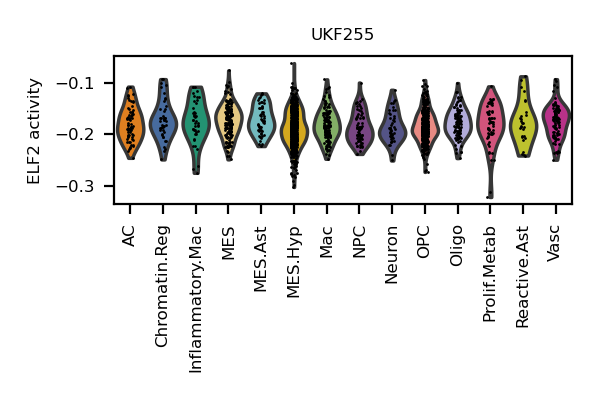 UKF255
ELF2 activity
−0.1
−0.2
−0.3
AC
Chromatin.Reg
Inflammatory.Mac
MES
MES.Ast
MES.Hyp
Mac
NPC
Neuron
OPC
Oligo
Prolif.Metab
Reactive.Ast
Vasc